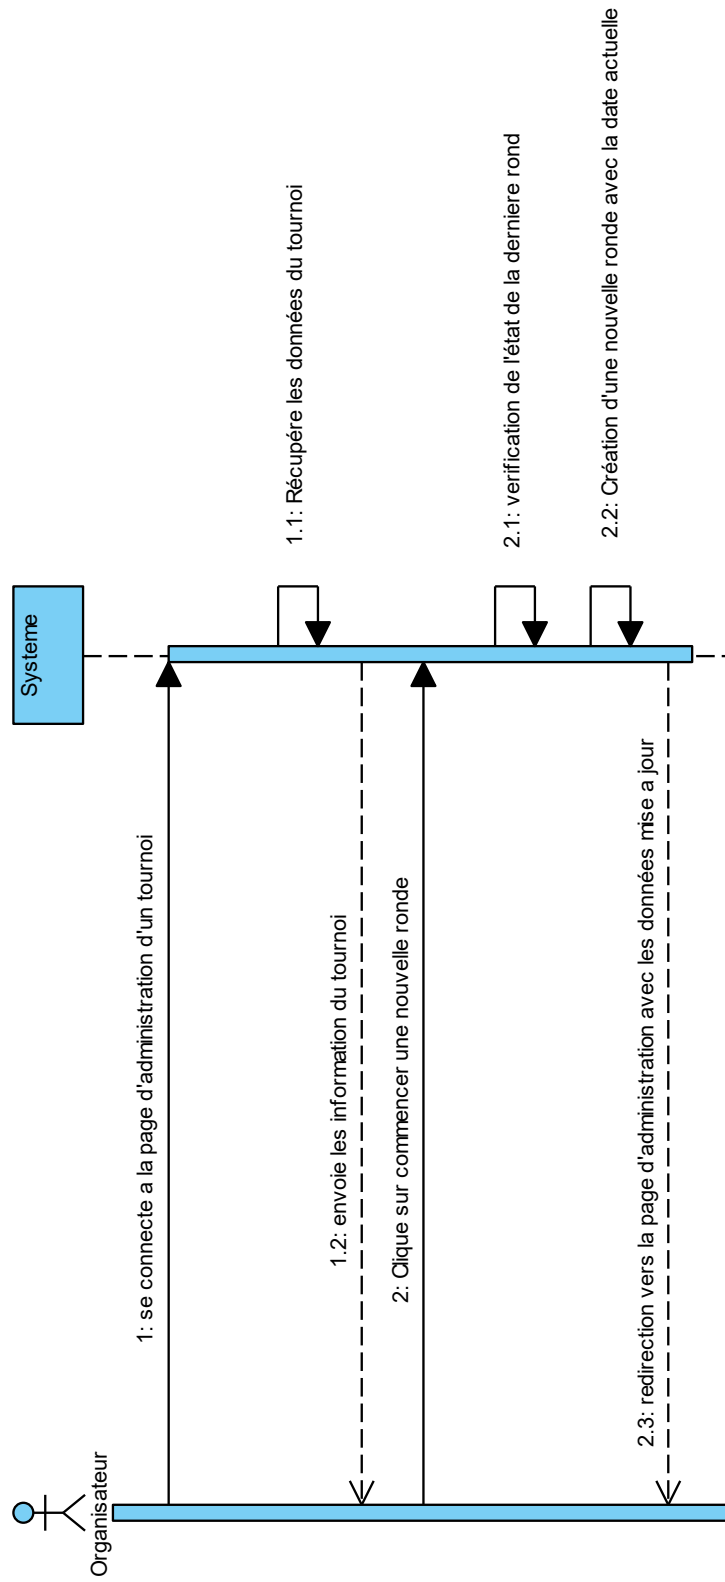 Organisateur
Systeme
1: se connecte a la page d'administration d'un tournoi
1.1: Récupére les données du tournoi
1.2: envoie les information du tournoi
2: Clique sur commencer une nouvelle ronde
2.1: verification de l'état de la derniere rond
2.2: Création d'une nouvelle ronde avec la date actuelle
2.3: redirection vers la page d'administration avec les données mise a jour